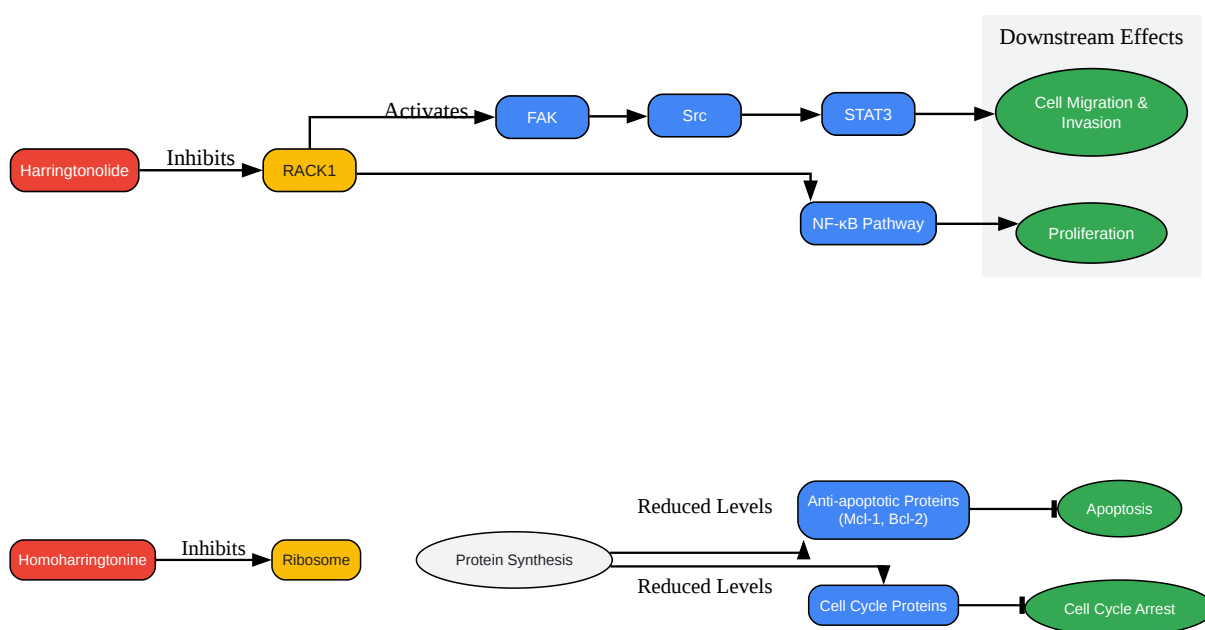 Downstream Effects
Activates
FAK
Src
STAT3
Cell Migration &
Invasion
Harringtonolide
Inhibits
RACK1
NF-κB Pathway
Proliferation
Reduced Levels
Anti-apoptotic Proteins
(Mcl-1, Bcl-2)
Apoptosis
Homoharringtonine
Inhibits
Ribosome
Protein Synthesis
Reduced Levels
Cell Cycle Proteins
Cell Cycle Arrest